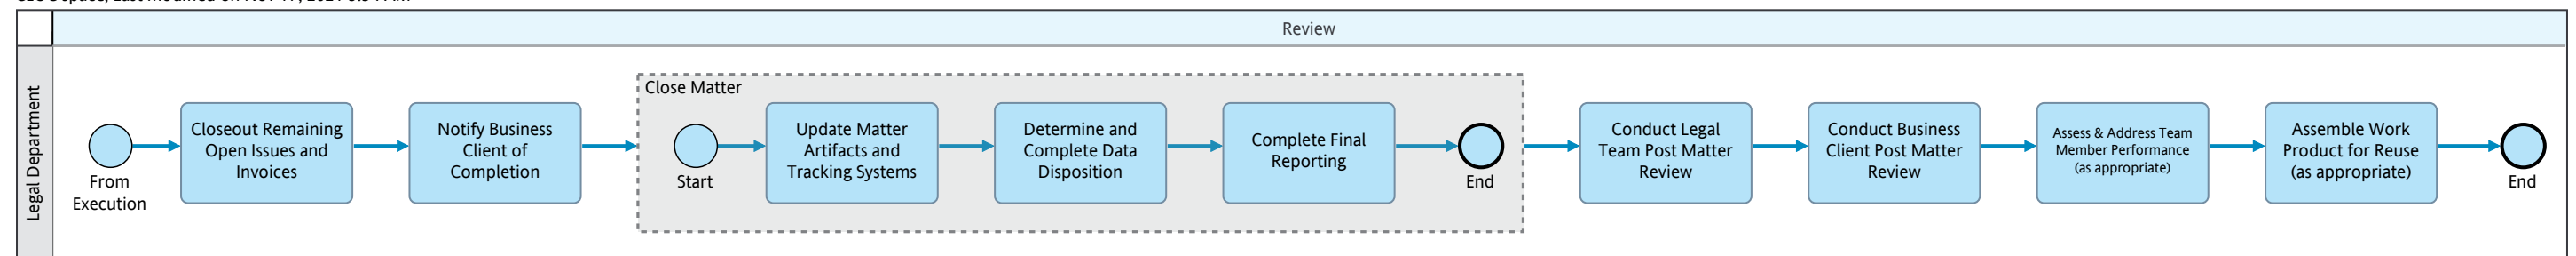 Review
Legal Department
From
Execution
Closeout Remaining
Open Issues and
Invoices
Notify Business
Client of
Completion
Close Matter
Start
Update Matter
Artifacts and
Tracking Systems
Determine and
Complete Data
Disposition
Complete Final
Reporting
End
Conduct Legal
Team Post Matter
Review
Conduct Business
Client Post Matter
Review
Assess & Address Team
Member Performance
(as appropriate)
Assemble Work
Product for Reuse
(as appropriate)
End